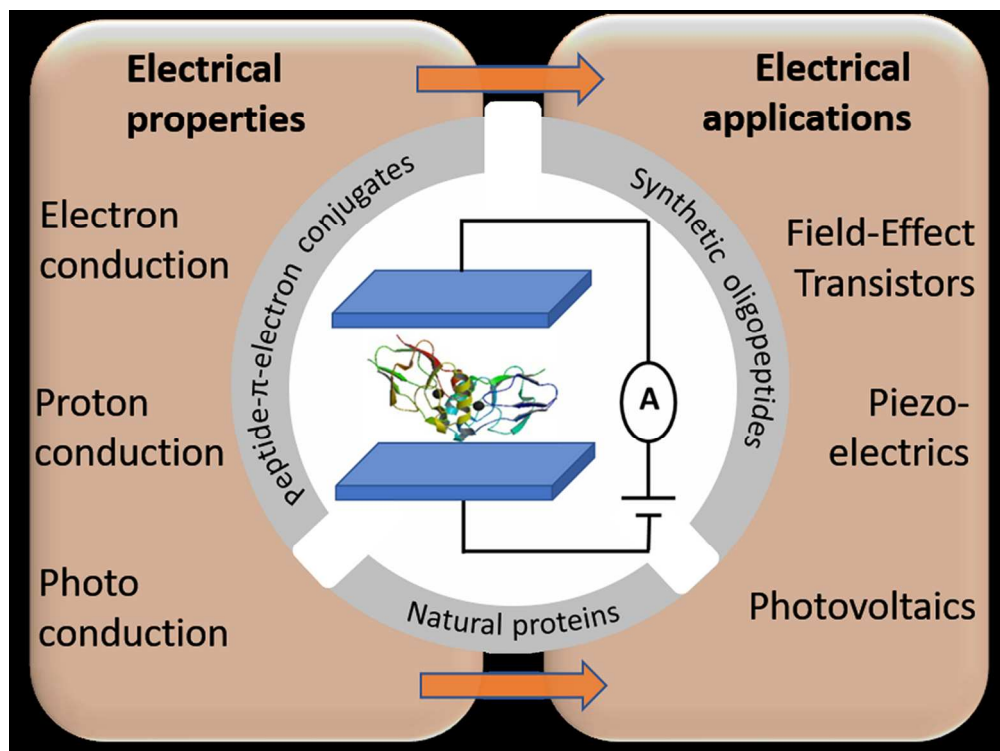 Electrical
properties
Electron
conduction
Proton
conduction
Photo
conduction
Peptide-π-electron conjugates
Synthetic oligopeptides
Natural proteins
A
Electrical
applications
Field-Effect
Transistors
Piezo-
electrics
Photovoltaics